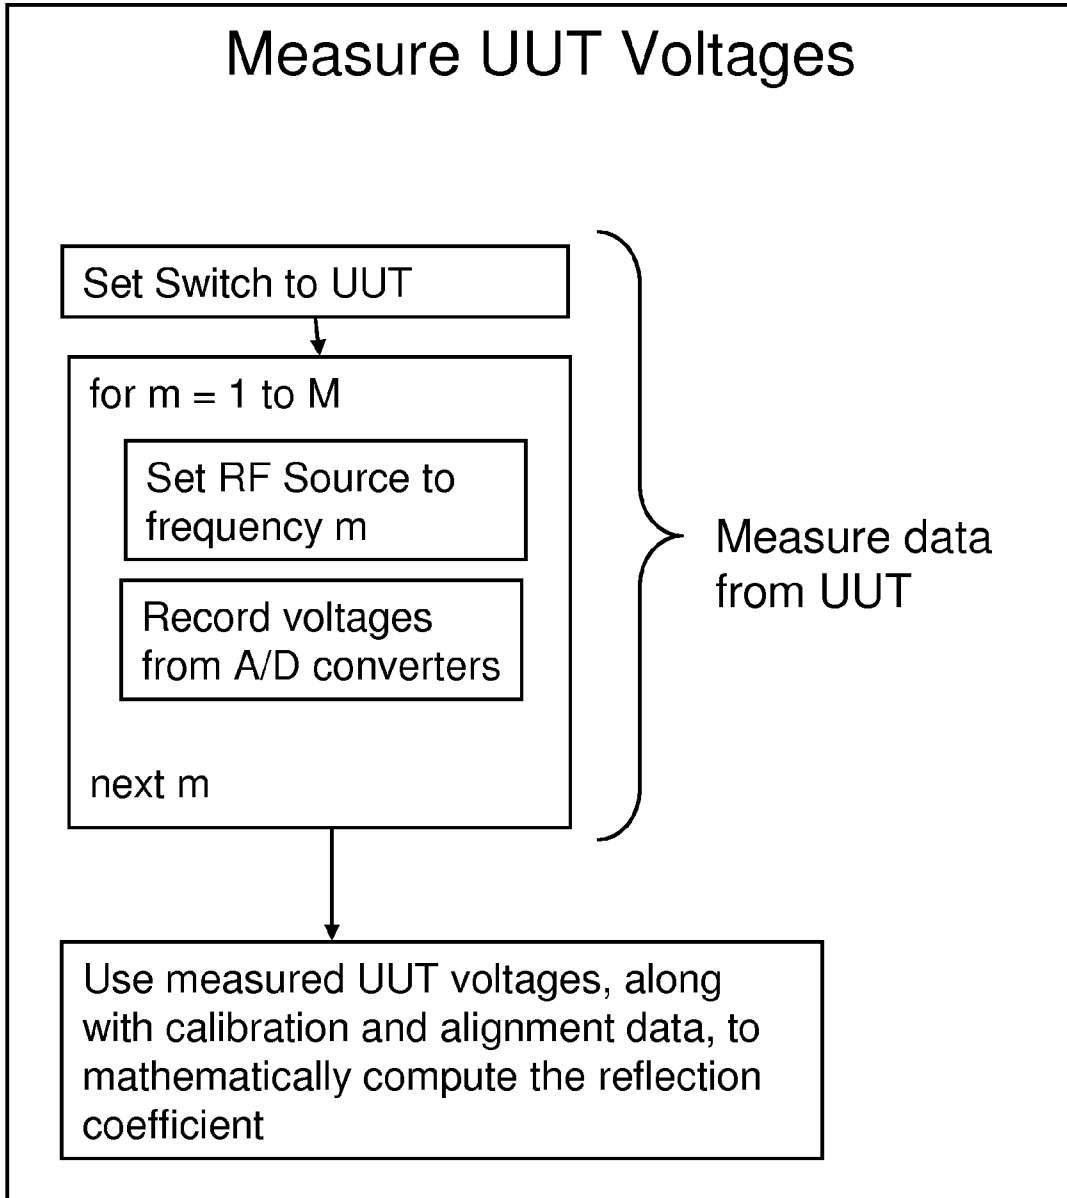 Measure UUT Voltages
Set Switch to UUT
for m = 1 to M
Set RF Source to
frequency m
Record voltages
from A/D converters
next m
Measure data
from UUT
Use measured UUT voltages, along
with calibration and alignment data, to
mathematically compute the reflection
coefficient